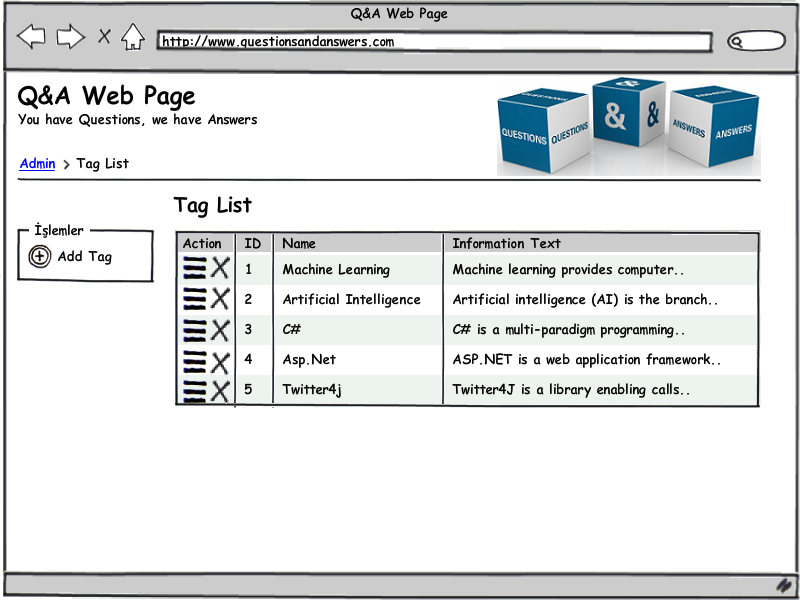 Q&A Web Page
http://www.questionsandanswers.com
Q&A Web Page
You have Questions, we have Answers
QUESTIONS QUESTIONS QUESTIONS & & & ANSWERS ANSWERS ANSWERS
Admin > Tag List
Tag List
İşlemler
Add Tag
Action ID Name Information Text
1 Machine Learning Machine learning provides computer..
2 Artificial Intelligence Artificial intelligence (AI) is the branch..
3 C# C# is a multi-paradigm programming..
4 Asp.Net ASP.NET is a web application framework..
5 Twitter4j Twitter4J is a library enabling calls..